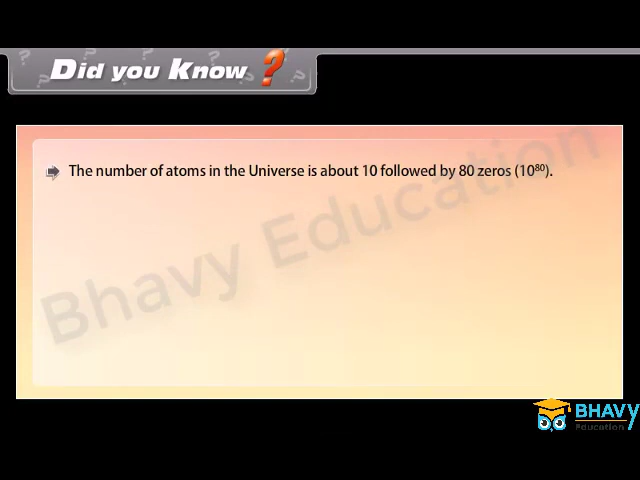 Did you Know ?
The number of atoms in the Universe is about 10 followed by 80 zeros (10⁸⁰).
Bhavy Education
BHAVY
Education